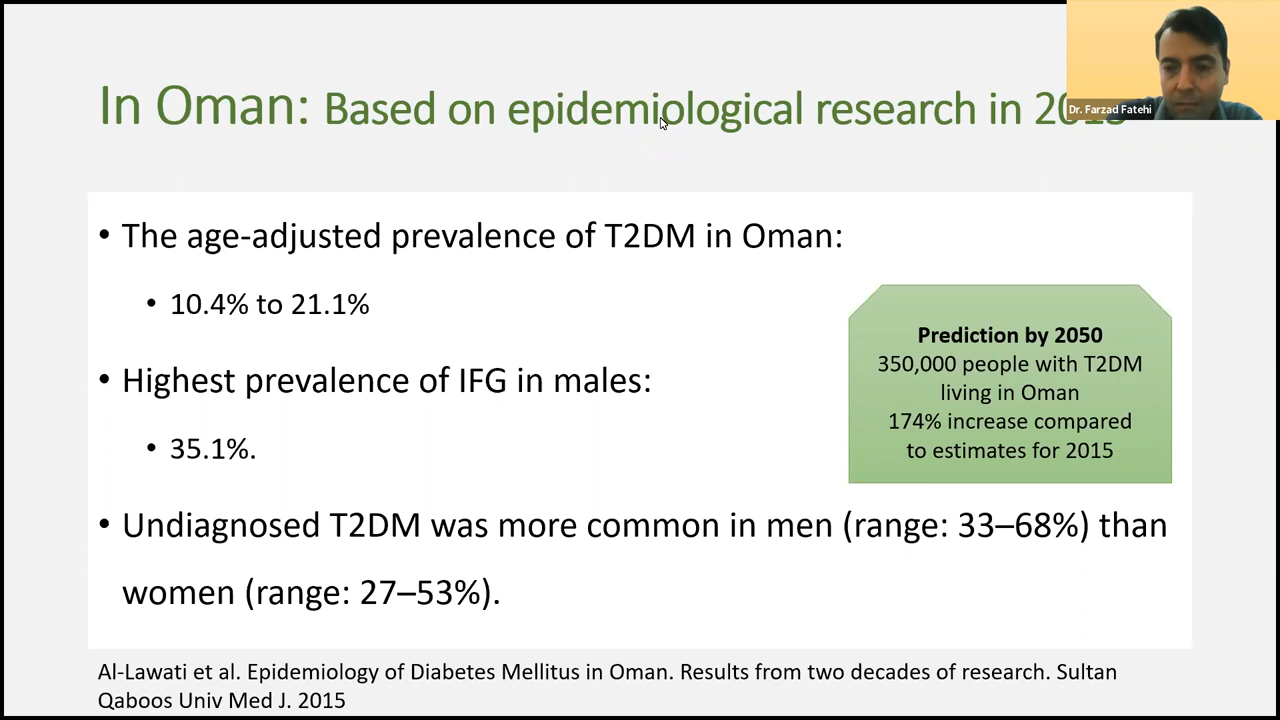 In Oman: Based on epidemiological research in 2015
Dr. Farzad Fatehi
• The age-adjusted prevalence of T2DM in Oman:
• 10.4% to 21.1%
• Highest prevalence of IFG in males:
• 35.1%.
Prediction by 2050
350,000 people with T2DM
living in Oman
174% increase compared
to estimates for 2015
• Undiagnosed T2DM was more common in men (range: 33–68%) than
women (range: 27–53%).
Al-Lawati et al. Epidemiology of Diabetes Mellitus in Oman. Results from two decades of research. Sultan
Qaboos Univ Med J. 2015